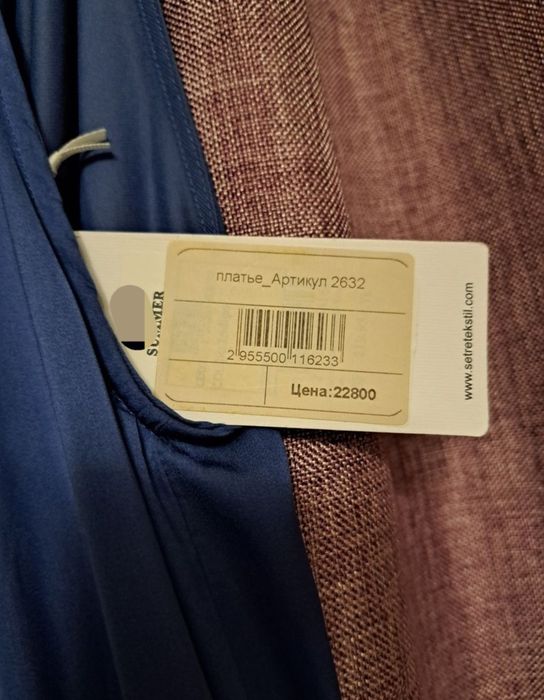 платье_Артикул 2632
2 955500 116233
Цена:22800
SUMMER
www.setretekstil.com